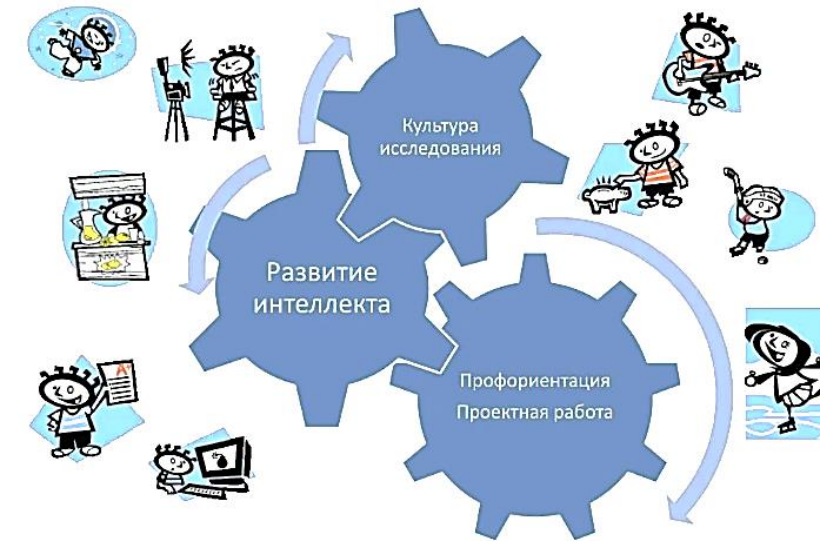 Культура
исследования
Развитие
интеллекта
Профориентация
Проектная работа
A+